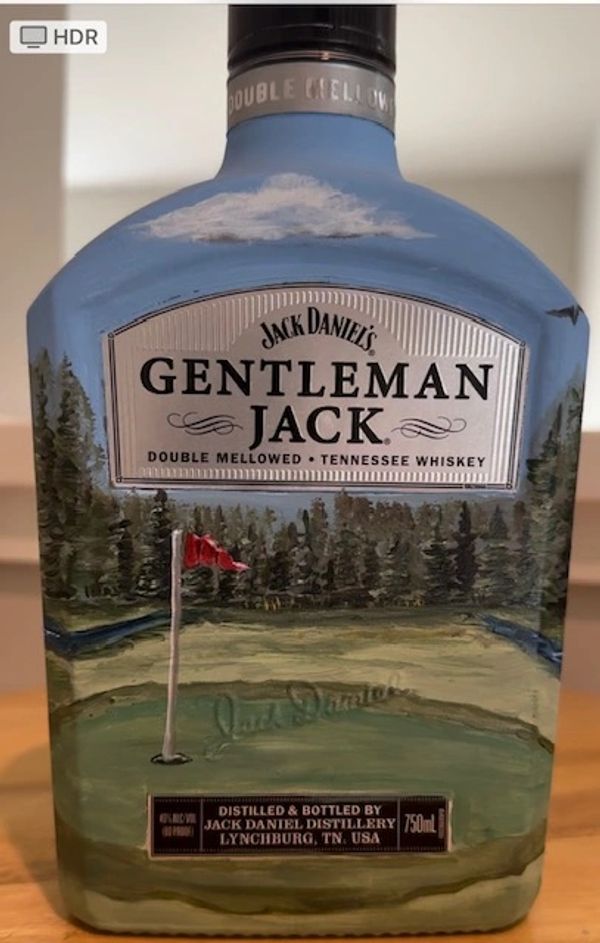 HDR
DOUBLE MELLOW
JACK DANIEL'S
GENTLEMAN
JACK
DOUBLE MELLOWED • TENNESSEE WHISKEY
Jack Daniel
DISTILLED & BOTTLED BY
JACK DANIEL DISTILLERY
LYNCHBURG, TN. USA
750mL